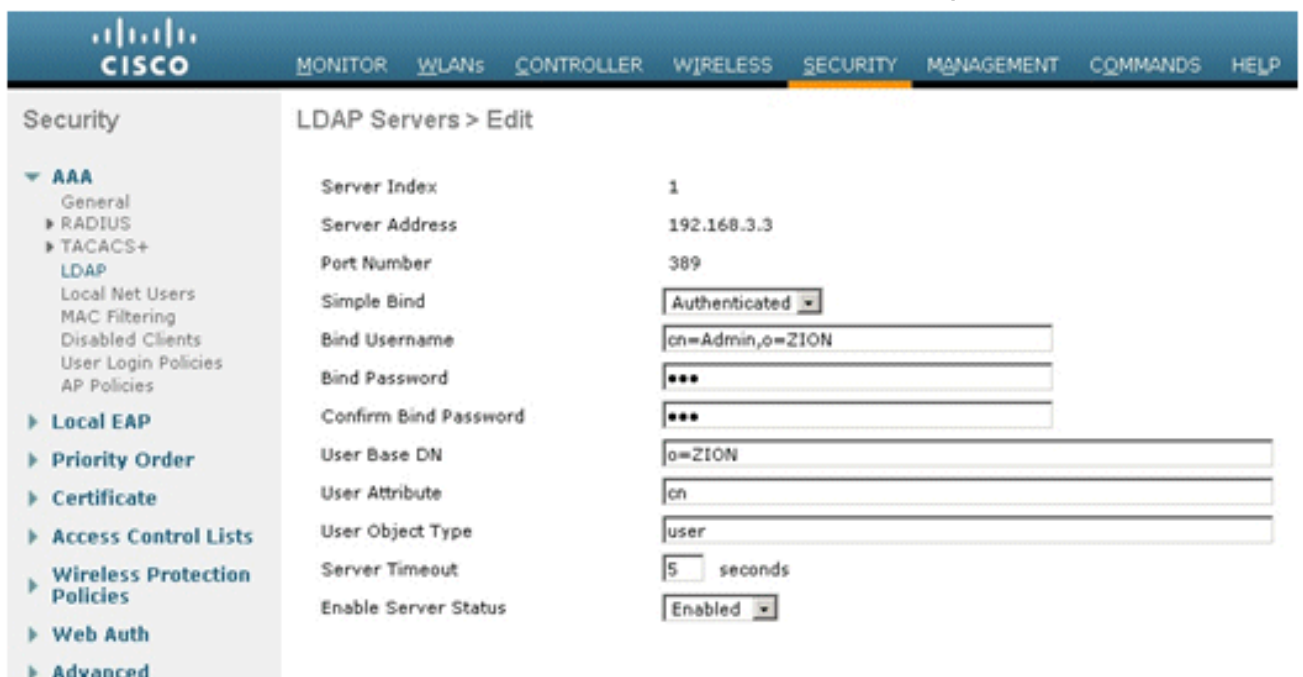 CISCO
MONITOR WLANs CONTROLLER WIRELESS SECURITY MANAGEMENT COMMANDS HELP
Security
AAA
General
RADIUS
TACACS+
LDAP
Local Net Users
MAC Filtering
Disabled Clients
User Login Policies
AP Policies
Local EAP
Priority Order
Certificate
Access Control Lists
Wireless Protection
Policies
Web Auth
Advanced
LDAP Servers > Edit
Server Index 1
Server Address 192.168.3.3
Port Number 389
Simple Bind Authenticated
Bind Username cn=Admin,o=ZION
Bind Password •••
Confirm Bind Password •••
User Base DN o=ZION
User Attribute cn
User Object Type user
Server Timeout 5 seconds
Enable Server Status Enabled